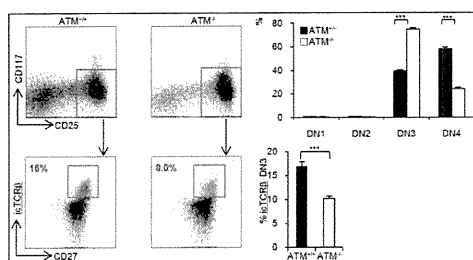 ATM⁺/⁺
ATM⁻/⁻
CD117
CD25
16%
8.0%
icTCRβ
CD27
%
80
60
40
20
0
***
***
ATM⁺/⁺
ATM⁻/⁻
DN1 DN2 DN3 DN4
% icTCRβ DN3
20
15
10
5
0
***
ATM⁺/⁺ ATM⁻/⁻